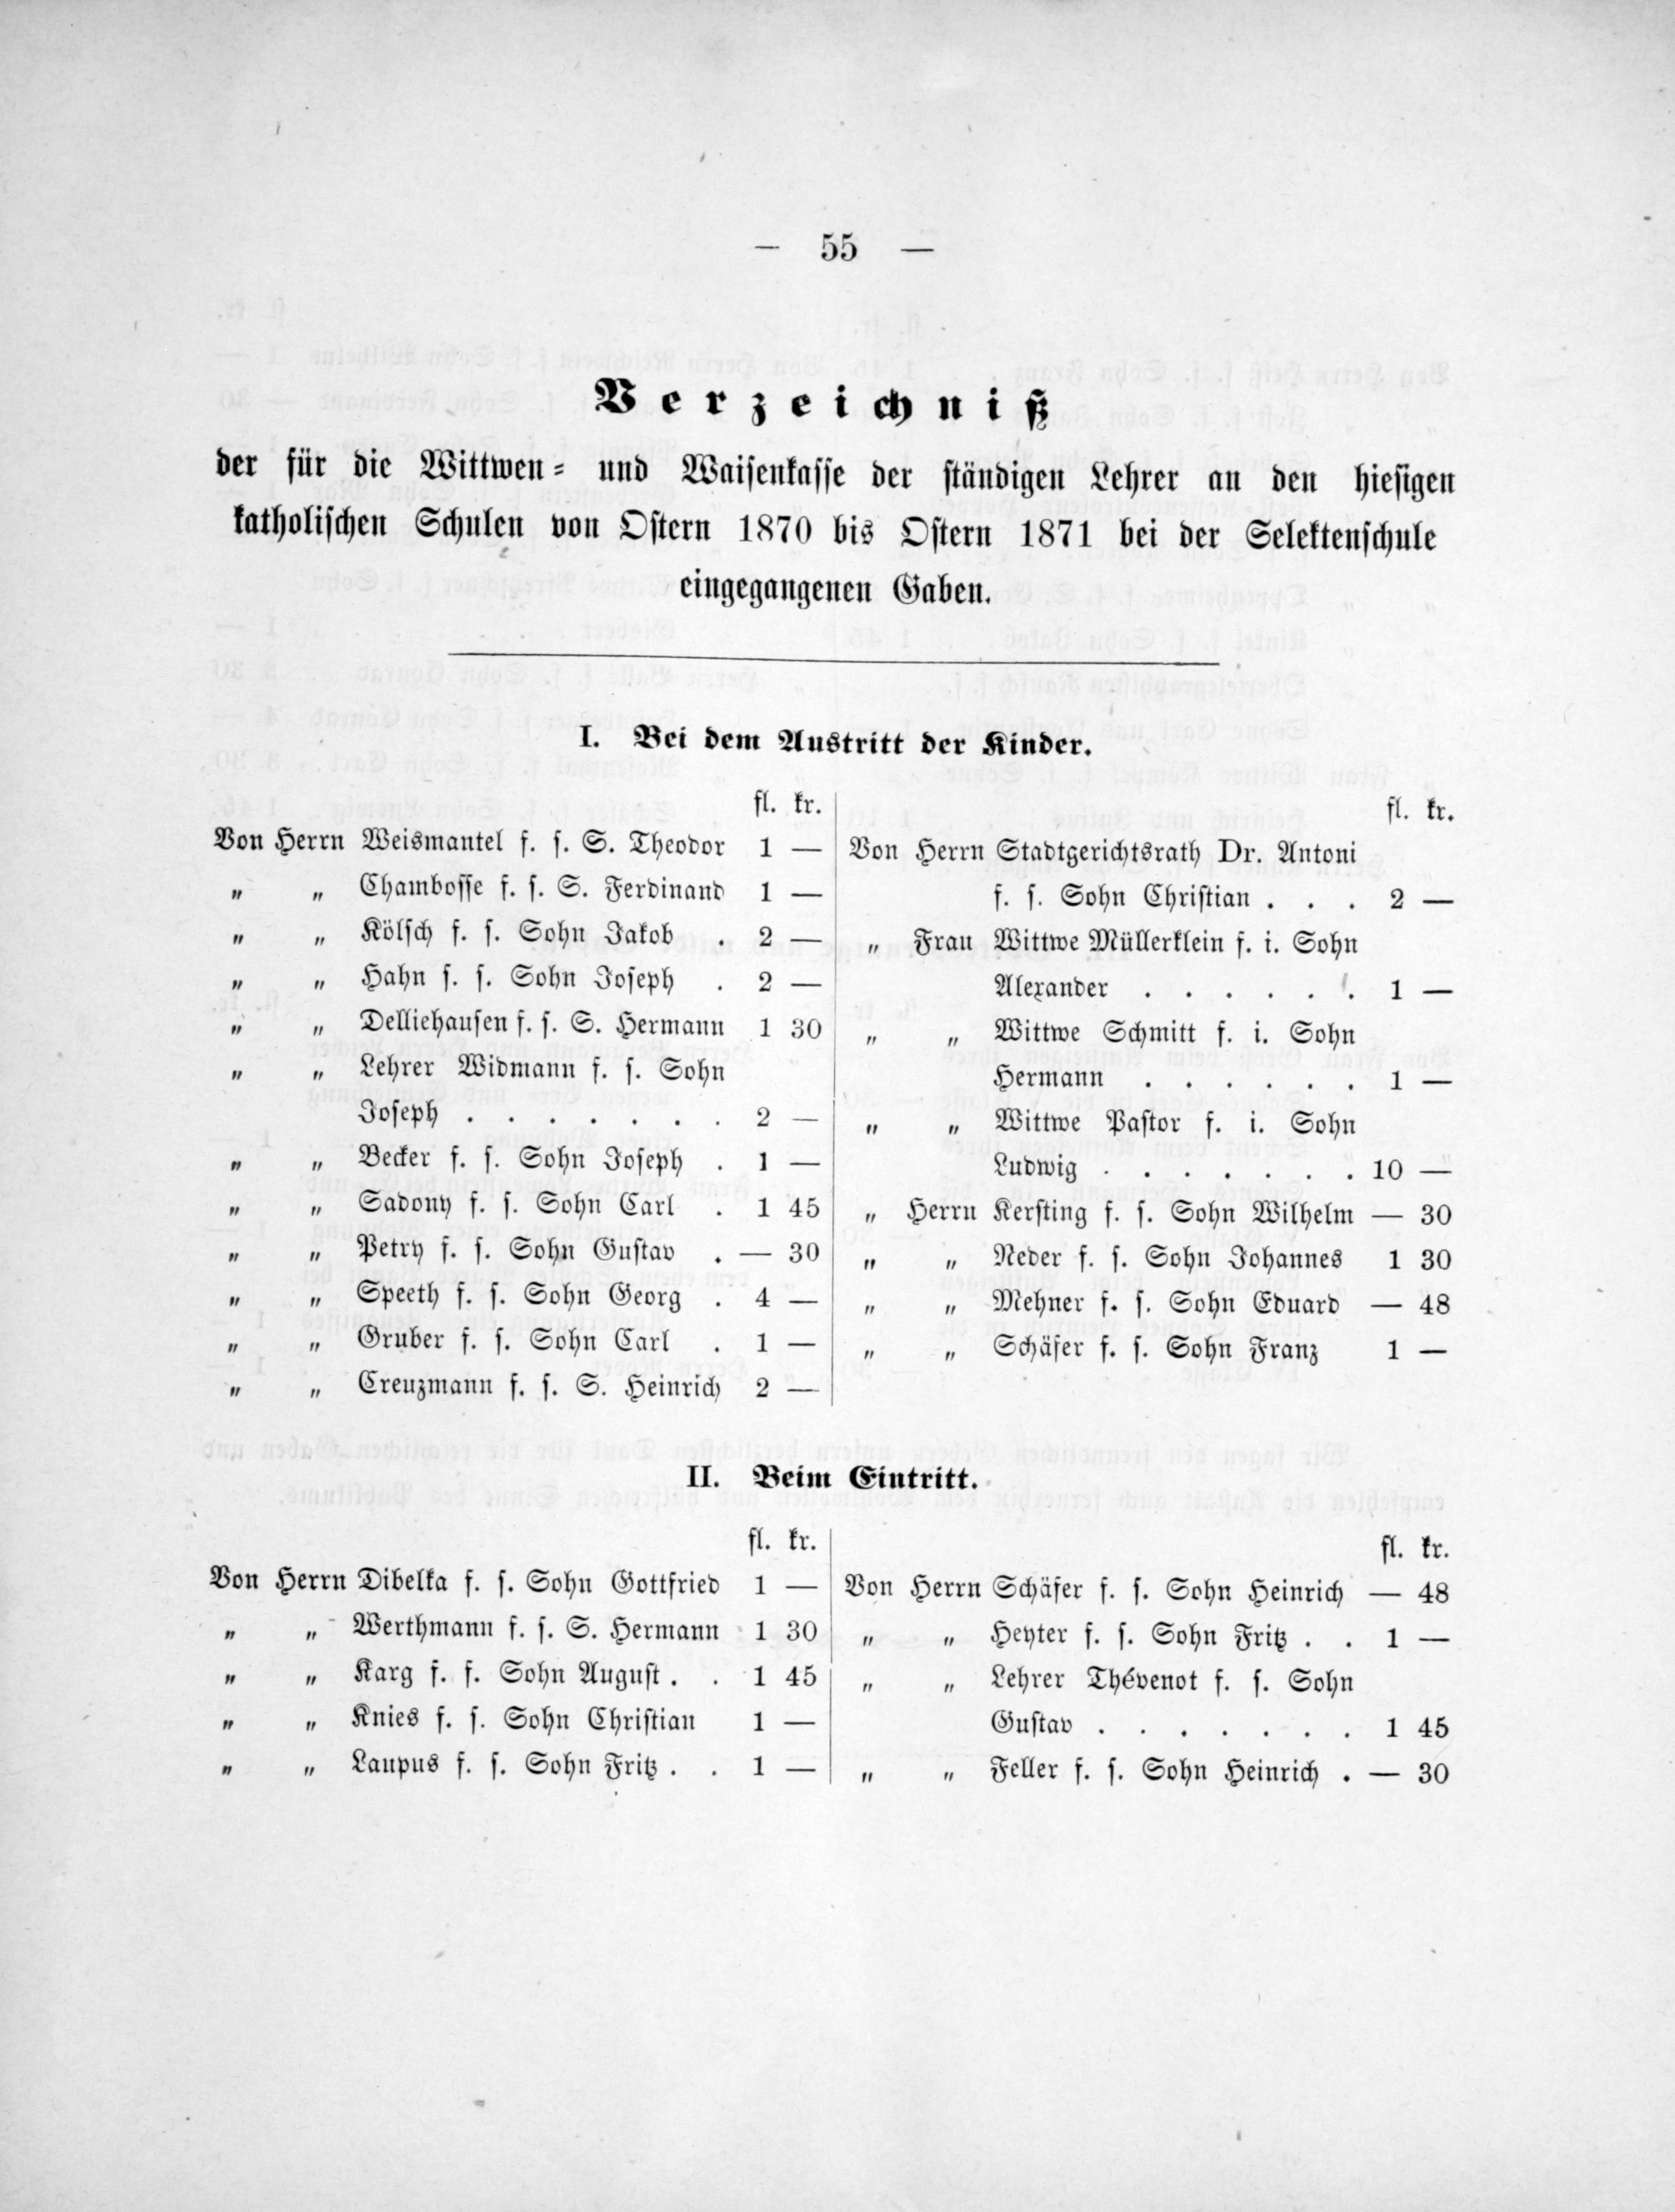 — 55 —
Verzeichniß
der für die Wittwen- und Waisenkasse der ständigen Lehrer an den hiesigen
katholischen Schulen von Ostern 1870 bis Ostern 1871 bei der Selektenschule
eingegangenen Gaben.
I. Bei dem Austritt der Kinder.
fl. kr.
Von Herrn Weismantel f. s. S. Theodor 1 —
„ „ Chambosse f. s. S. Ferdinand 1 —
„ „ Kölsch f. s. Sohn Jakob . 2 —
„ „ Hahn s. s. Sohn Joseph . 2 —
„ „ Delliehausen f. s. S. Hermann 1 30
„ „ Lehrer Widmann f. s. Sohn
Joseph . . . . . . . 2 —
„ „ Becker f. s. Sohn Joseph . 1 —
„ „ Sadony f. s. Sohn Carl . 1 45
„ „ Petry f. s. Sohn Gustav . — 30
„ „ Speeth f. s. Sohn Georg . 4 —
„ „ Gruber f. s. Sohn Carl . 1 —
„ „ Creuzmann f. s. S. Heinrich 2 —
fl. kr.
Von Herrn Stadtgerichtsrath Dr. Antoni
f. s. Sohn Christian . . . 2 —
„ Frau Wittwe Müllerklein f. i. Sohn
Alexander . . . . . . 1 —
„ „ Wittwe Schmitt f. i. Sohn
Hermann . . . . . . 1 —
„ „ Wittwe Pastor f. i. Sohn
Ludwig . . . . . . . 10 —
„ Herrn Kersting f. s. Sohn Wilhelm — 30
„ „ Neder f. s. Sohn Johannes 1 30
„ „ Mehner f. s. Sohn Eduard — 48
„ „ Schäfer f. s. Sohn Franz 1 —
II. Beim Eintritt.
fl. kr.
Von Herrn Dibelka f. s. Sohn Gottfried 1 —
„ „ Werthmann f. s. S. Hermann 1 30
„ „ Karg f. f. Sohn August . . 1 45
„ „ Knies f. s. Sohn Christian 1 —
„ „ Laupus f. s. Sohn Fritz . . 1 —
fl. kr.
Von Herrn Schäfer f. s. Sohn Heinrich — 48
„ „ Heyter f. s. Sohn Fritz . . 1 —
„ „ Lehrer Thévenot f. s. Sohn
Gustav . . . . . . . 1 45
„ „ Feller f. s. Sohn Heinrich . — 30